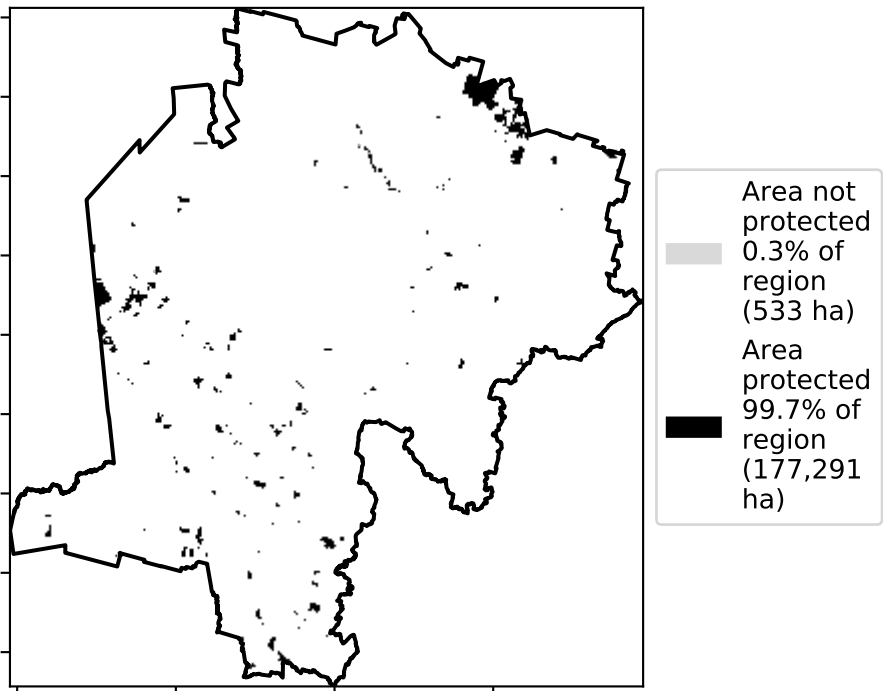 Area not
protected
0.3% of
region
(533 ha)
Area
protected
99.7% of
region
(177,291
ha)